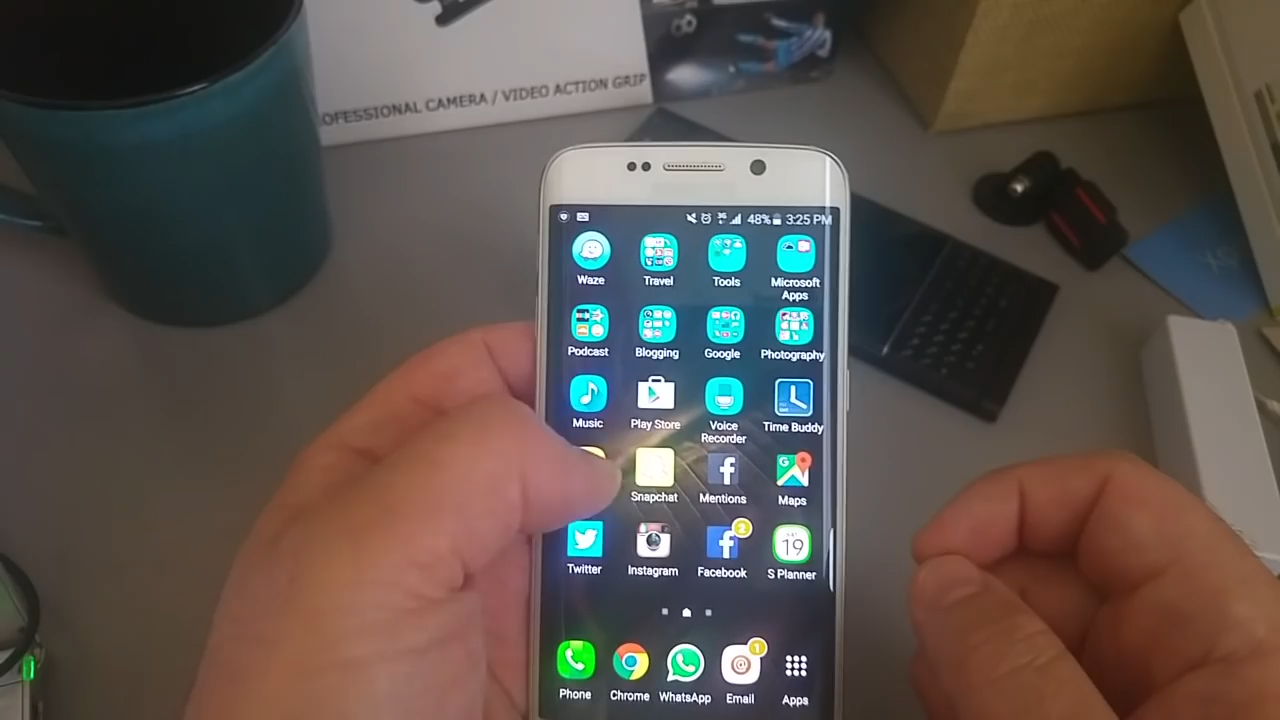 OFESSIONAL CAMERA / VIDEO ACTION GRIP
3G 48% 3:25 PM
Waze Travel Tools Microsoft Apps
Podcast Blogging Google Photography
Music Play Store Voice Recorder Time Buddy
Snapchat Mentions Maps
2
19
Twitter Instagram Facebook S Planner
1
Phone Chrome WhatsApp Email Apps